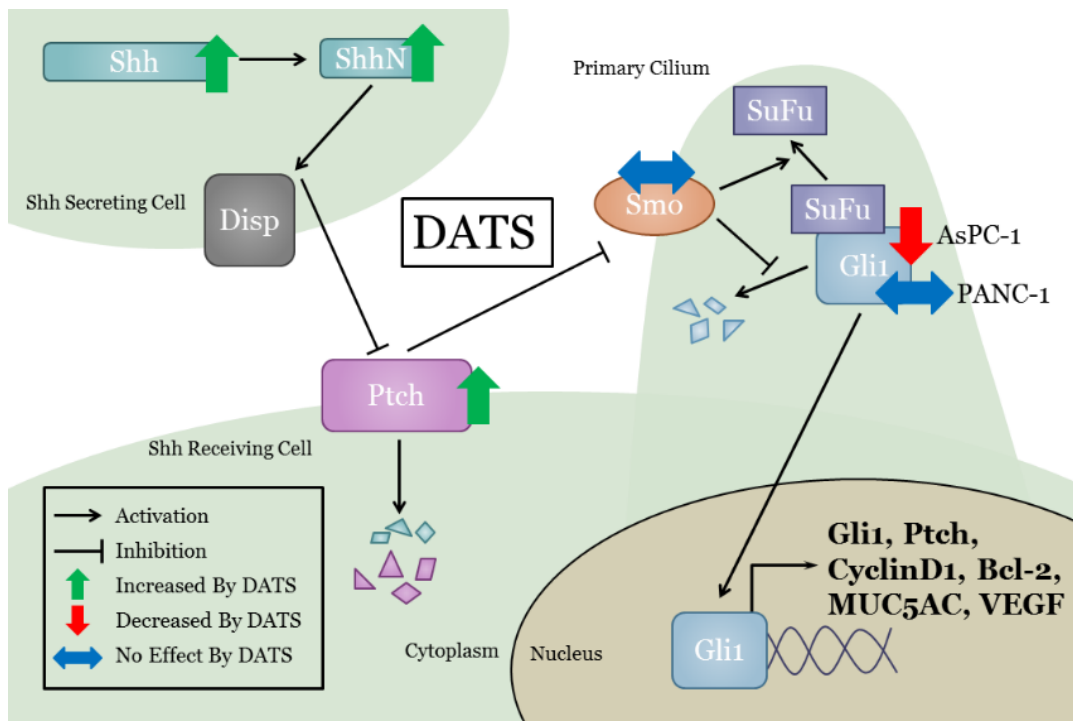 Shh
ShhN
Primary Cilium
SuFu
Shh Secreting Cell
Disp
DATS
Smo
SuFu
AsPC-1
Gli1
PANC-1
Ptch
Shh Receiving Cell
Activation
Inhibition
Increased By DATS
Decreased By DATS
No Effect By DATS
Cytoplasm
Nucleus
Gli1, Ptch,
CyclinD1, Bcl-2,
MUC5AC, VEGF
Gli1